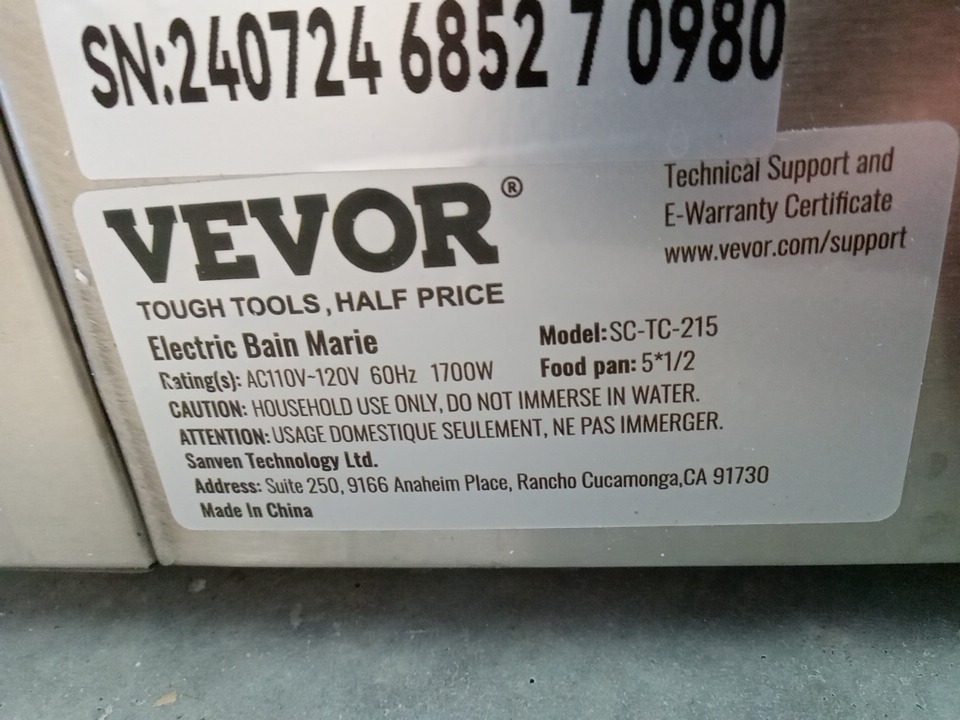 SN:240724 6852 7 0980
VEVOR®
TOUGH TOOLS, HALF PRICE
Technical Support and
E-Warranty Certificate
www.vevor.com/support
Electric Bain Marie
Model:SC-TC-215
Rating(s): AC110V~120V 60Hz 1700W
Food pan: 5*1/2
CAUTION: HOUSEHOLD USE ONLY, DO NOT IMMERSE IN WATER.
ATTENTION: USAGE DOMESTIQUE SEULEMENT, NE PAS IMMERGER.
Sanven Technology Ltd.
Address: Suite 250, 9166 Anaheim Place, Rancho Cucamonga,CA 91730
Made In China